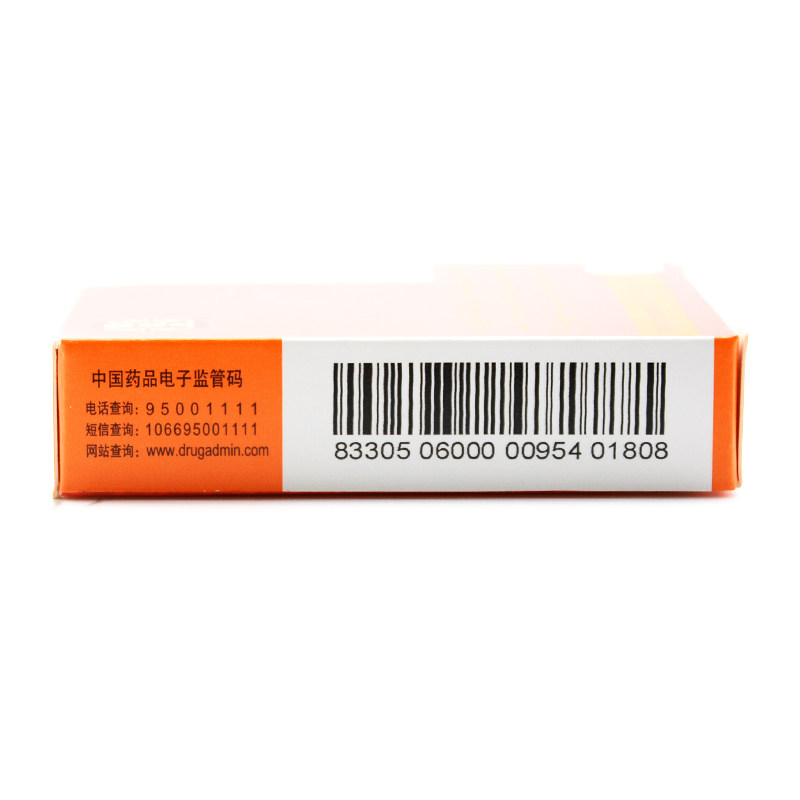 中国药品电子监管码
电话查询：95001111
短信查询：106695001111
网站查询：www.drugadmin.com
83305 06000 00954 01808